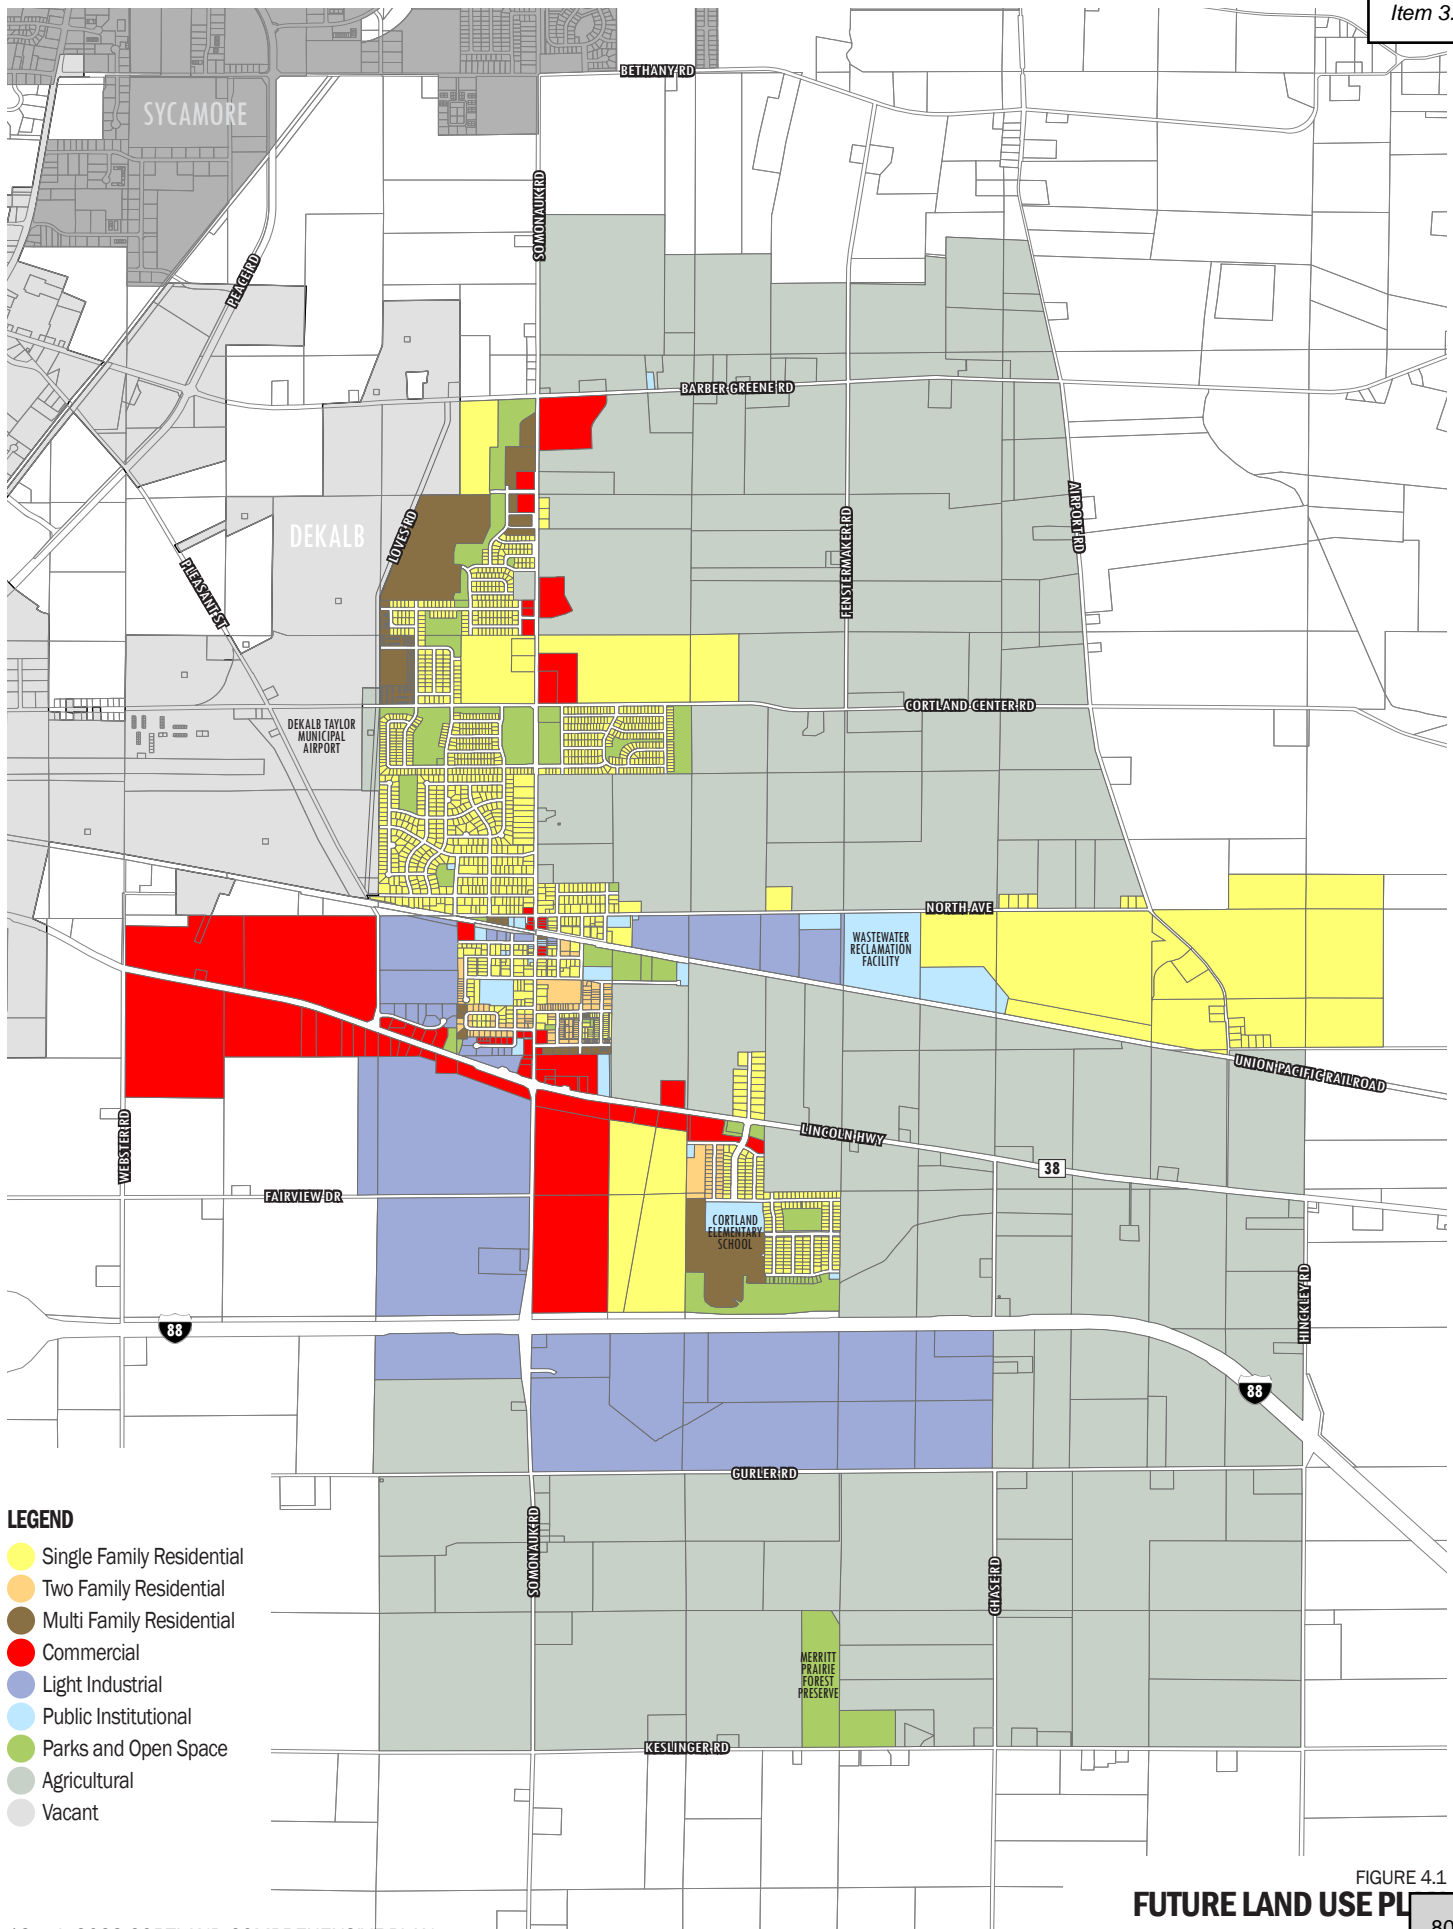 Item 3.
BETHANY RD
SYCAMORE
SOMONAUK RD
PEACE RD
BARBER GREENE RD
DEKALB
LOVES RD
PLEASANT ST
FENSTERMAKER RD
AIRPORT RD
DEKALB TAYLOR
MUNICIPAL
AIRPORT
CORTLAND CENTER RD
NORTH AVE
WASTEWATER
RECLAMATION
FACILITY
UNION PACIFIC RAILROAD
WEBSTER RD
LINCOLN HWY
38
FAIRVIEW DR
CORTLAND
ELEMENTARY
SCHOOL
HINCKLEY RD
88
88
GURLER RD
SOMONAUK RD
CHASE RD
MERRITT
PRAIRIE
FOREST
PRESERVE
KESLINGER RD
LEGEND
Single Family Residential
Two Family Residential
Multi Family Residential
Commercial
Light Industrial
Public Institutional
Parks and Open Space
Agricultural
Vacant
FIGURE 4.1
FUTURE LAND USE PL
80